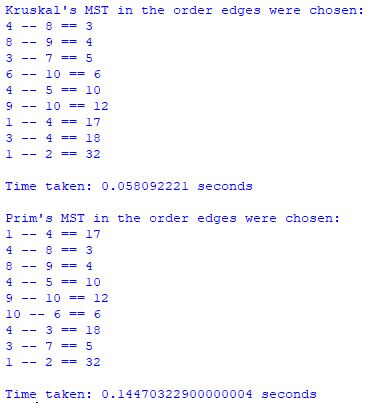 Kruskal's MST in the order edges were chosen:
4 -- 8 == 3
8 -- 9 == 4
3 -- 7 == 5
6 -- 10 == 6
4 -- 5 == 10
9 -- 10 == 12
1 -- 4 == 17
3 -- 4 == 18
1 -- 2 == 32
Time taken: 0.058092221 seconds
Prim's MST in the order edges were chosen:
1 -- 4 == 17
4 -- 8 == 3
8 -- 9 == 4
4 -- 5 == 10
9 -- 10 == 12
10 -- 6 == 6
4 -- 3 == 18
3 -- 7 == 5
1 -- 2 == 32
Time taken: 0.14470322900000004 seconds